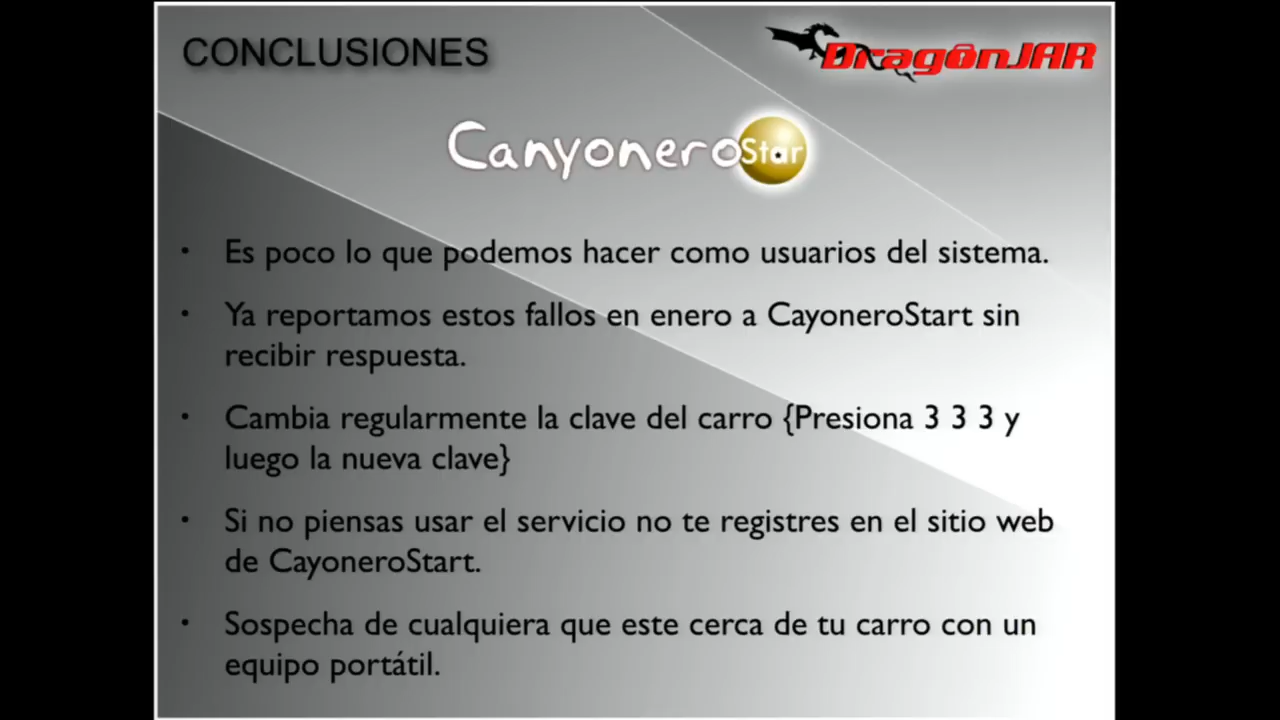 CONCLUSIONES
DragonJAR
CanyoneroStar
• Es poco lo que podemos hacer como usuarios del sistema.
• Ya reportamos estos fallos en enero a CayoneroStart sin
recibir respuesta.
• Cambia regularmente la clave del carro {Presiona 3 3 3 y
luego la nueva clave}
• Si no piensas usar el servicio no te registres en el sitio web
de CayoneroStart.
• Sospecha de cualquiera que este cerca de tu carro con un
equipo portátil.